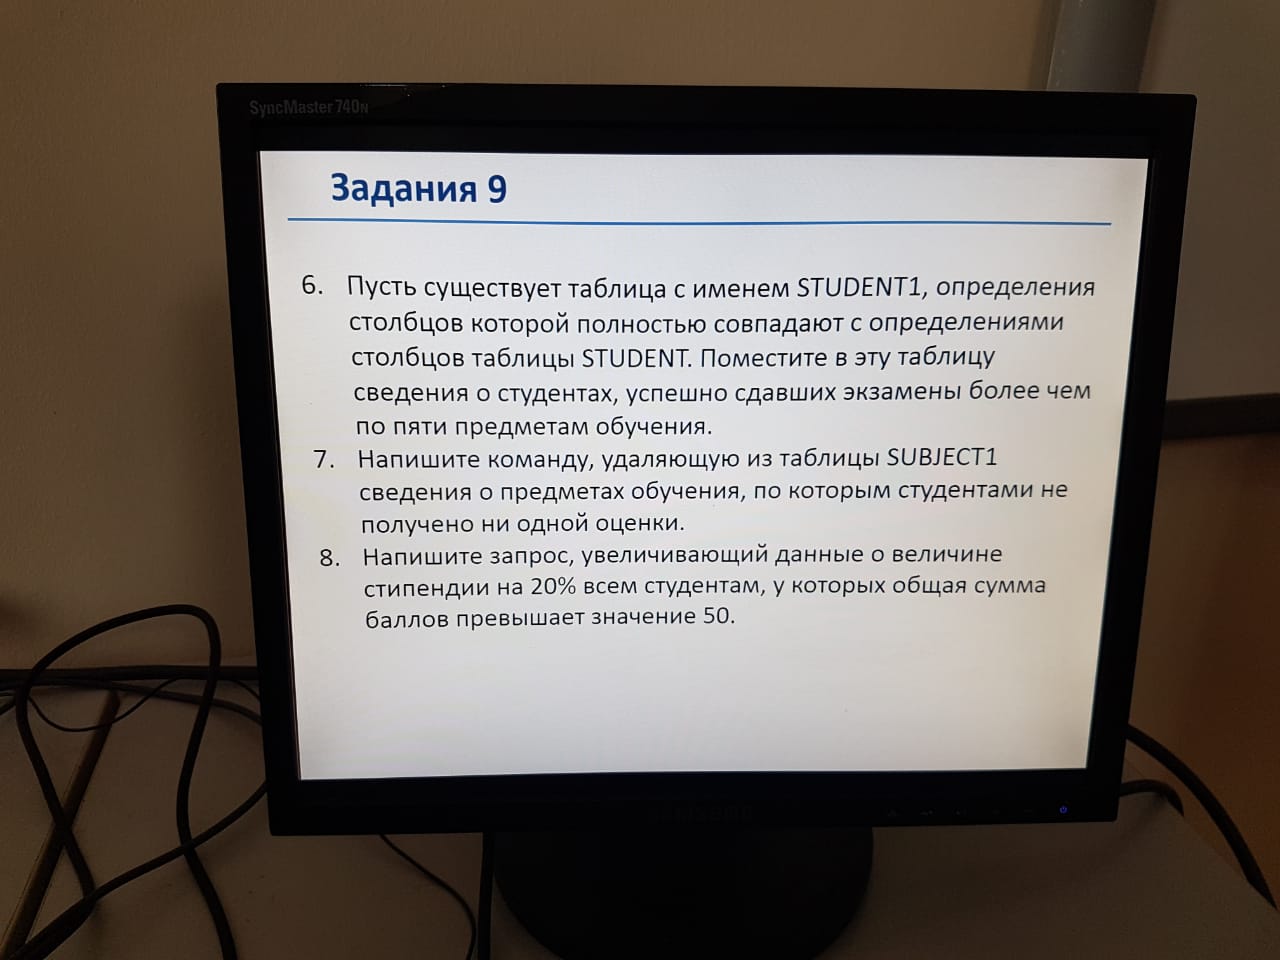 SyncMaster 740N
Задания 9
6. Пусть существует таблица с именем STUDENT1, определения
столбцов которой полностью совпадают с определениями
столбцов таблицы STUDENT. Поместите в эту таблицу
сведения о студентах, успешно сдавших экзамены более чем
по пяти предметам обучения.
7. Напишите команду, удаляющую из таблицы SUBJECT1
сведения о предметах обучения, по которым студентами не
получено ни одной оценки.
8. Напишите запрос, увеличивающий данные о величине
стипендии на 20% всем студентам, у которых общая сумма
баллов превышает значение 50.
SAMSUNG